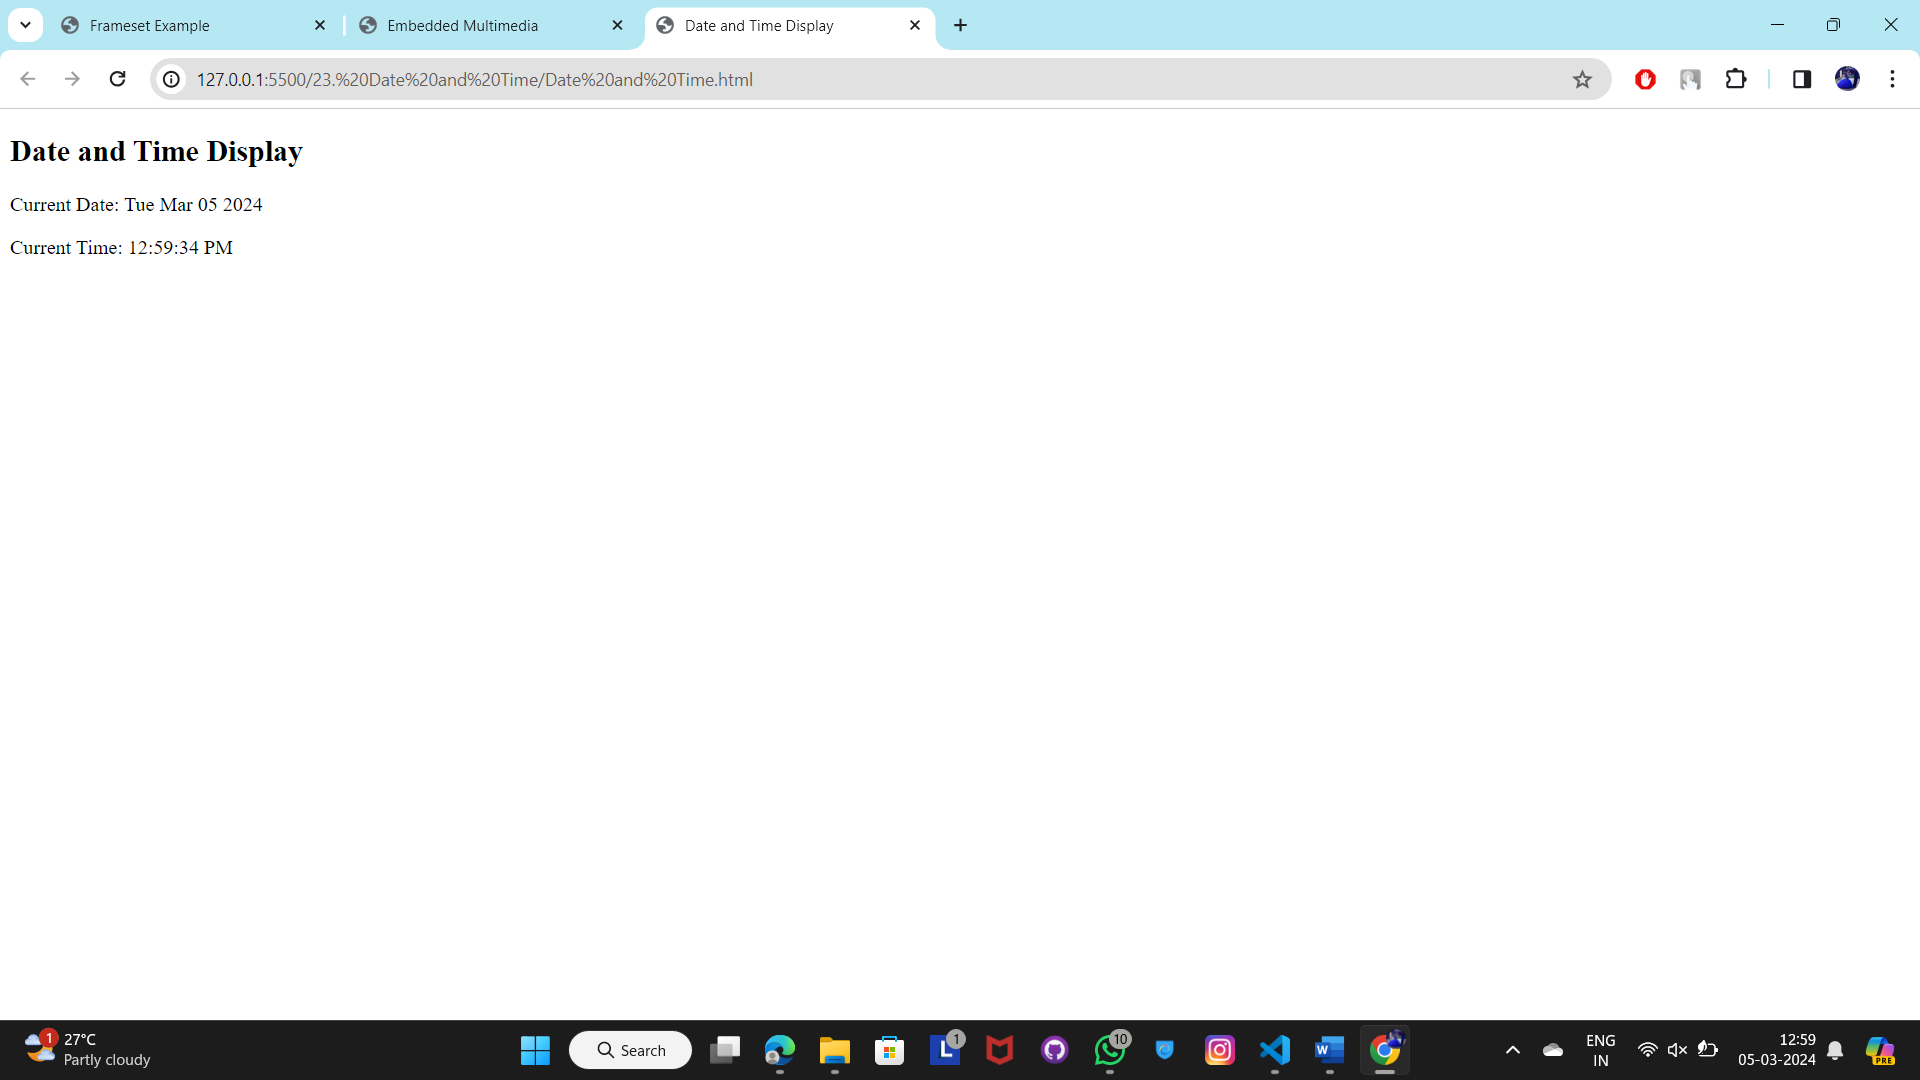 Frameset Example
Embedded Multimedia
Date and Time Display
127.0.0.1:5500/23.%20Date%20and%20Time/Date%20and%20Time.html
Date and Time Display
Current Date: Tue Mar 05 2024
Current Time: 12:59:34 PM
1
27°C
Partly cloudy
Search
L
1
10
W
PRE
ENG
IN
12:59
05-03-2024